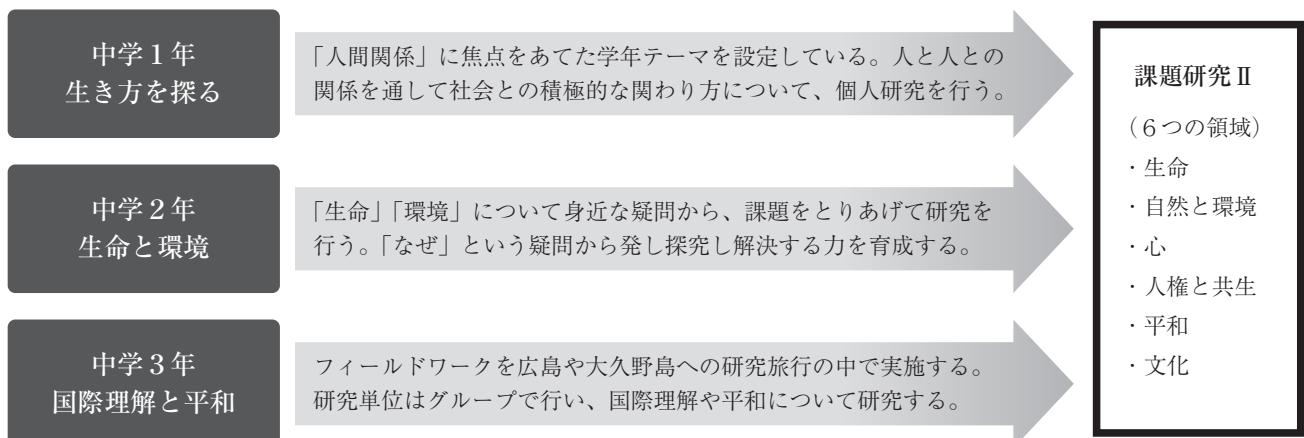 中学１年
生き方を探る
「人間関係」に焦点をあてた学年テーマを設定している。人と人との
関係を通して社会との積極的な関わり方について、個人研究を行う。
中学２年
生命と環境
「生命」「環境」について身近な疑問から、課題をとりあげて研究を
行う。「なぜ」という疑問から発し探究し解決する力を育成する。
中学３年
国際理解と平和
フィールドワークを広島や大久野島への研究旅行の中で実施する。
研究単位はグループで行い、国際理解や平和について研究する。
課題研究Ⅱ
（６つの領域）
・生命
・自然と環境
・心
・人権と共生
・平和
・文化